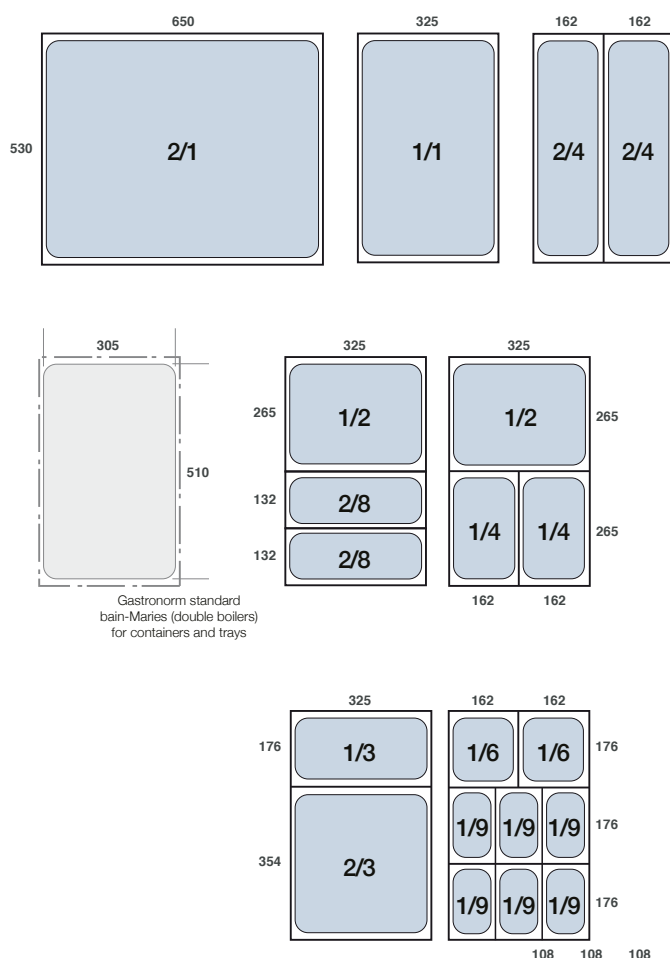 650 325 162 162
530 2/1 1/1 2/4 2/4
305 325 325
265 1/2 1/2 265
510
132 2/8
1/4 1/4 265
132 2/8
162 162
Gastronorm standard
bain-Maries (double boilers)
for containers and trays
325 162 162
176 1/3 1/6 1/6 176
1/9 1/9 1/9 176
354 2/3
1/9 1/9 1/9 176
108 108 108